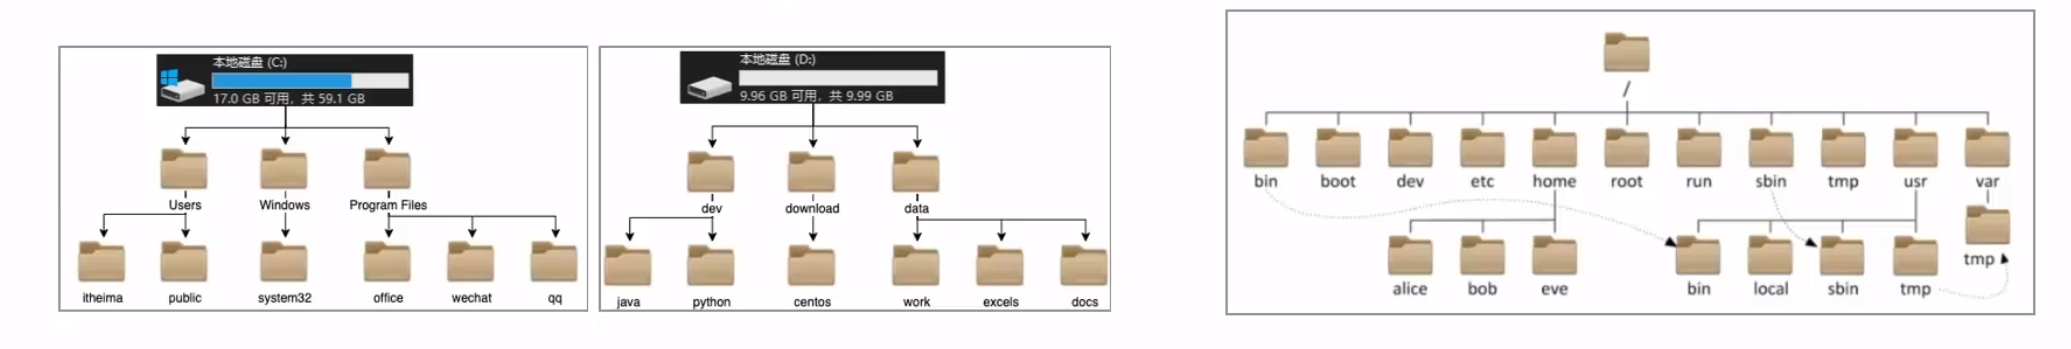 本地磁盘 (C:)
17.0 GB 可用，共 59.1 GB
Users
Windows
Program Files
itheima
public
system32
office
wechat
qq
本地磁盘 (D:)
9.96 GB 可用，共 9.99 GB
dev
download
data
java
python
centos
work
excels
docs
/
bin
boot
dev
etc
home
root
run
sbin
tmp
usr
var
alice
bob
eve
bin
local
sbin
tmp
tmp